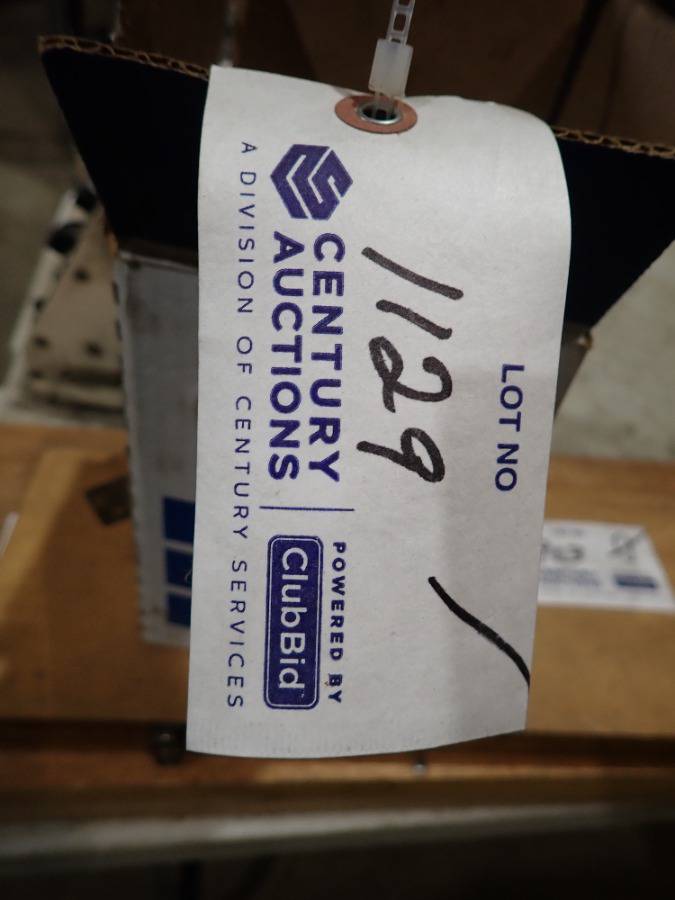 LOT NO
1129
CENTURY
AUCTIONS
A DIVISION OF CENTURY SERVICES
POWERED BY
ClubBid